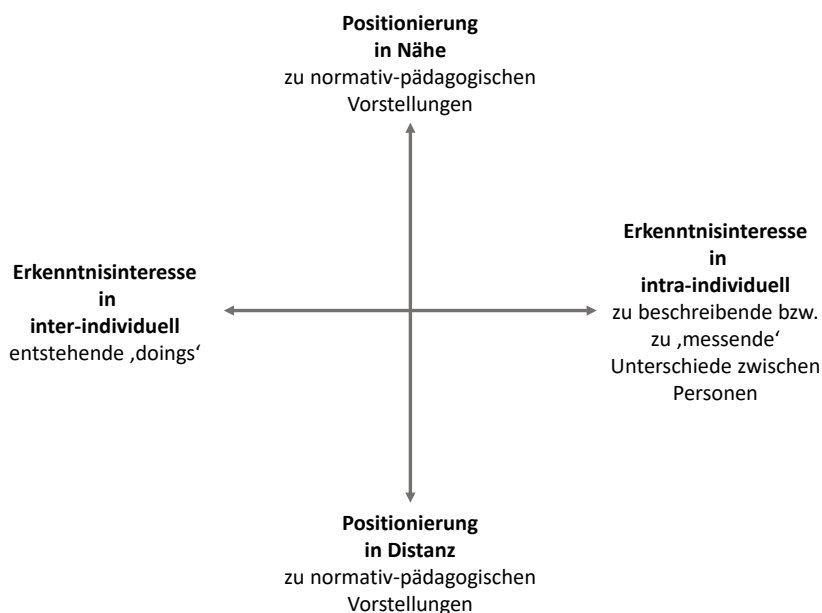 Positionierung
in Nähe
zu normativ-pädagogischen
Vorstellungen
Erkenntnisinteresse
in
inter-individuell
entstehende ‚doings‘
Erkenntnisinteresse
in
intra-individuell
zu beschreibende bzw.
zu ‚messende‘
Unterschiede zwischen
Personen
Positionierung
in Distanz
zu normativ-pädagogischen
Vorstellungen